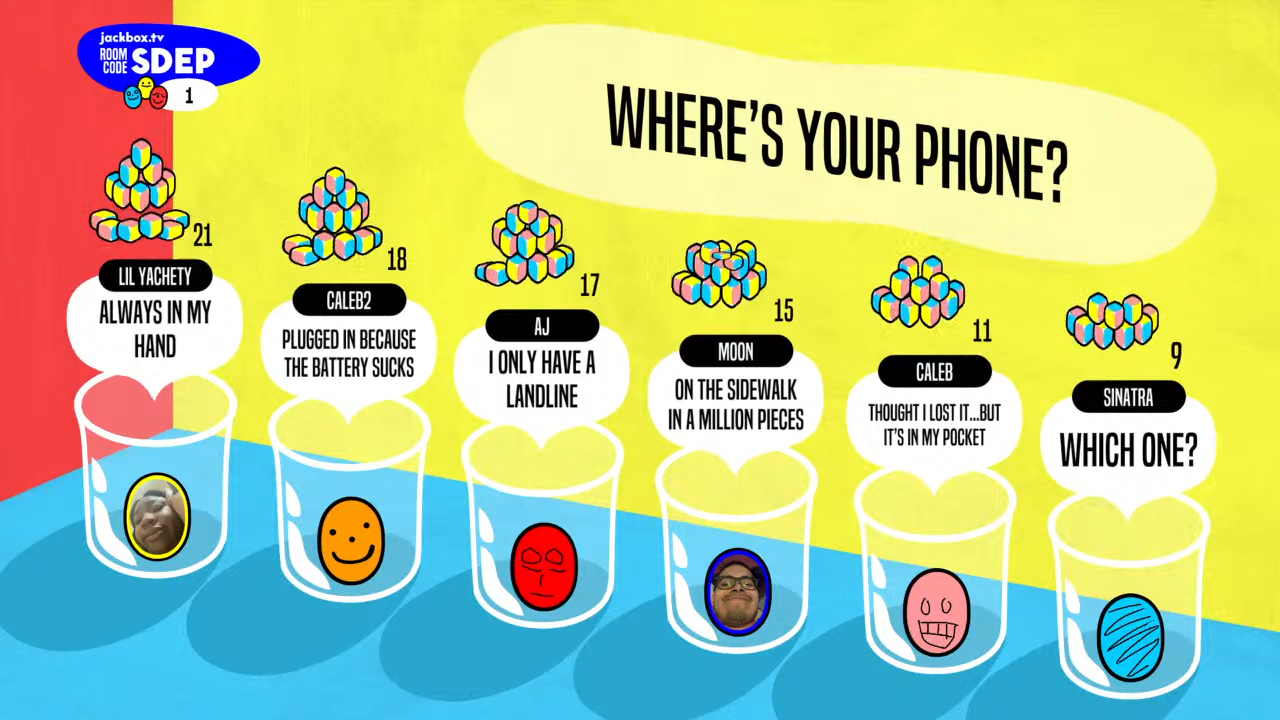 jackbox.tv
ROOM
CODE
SDEP
1
WHERE'S YOUR PHONE?
21
LIL YACHETY
ALWAYS IN MY
HAND
18
CALEB2
PLUGGED IN BECAUSE
THE BATTERY SUCKS
17
AJ
I ONLY HAVE A
LANDLINE
15
MOON
ON THE SIDEWALK
IN A MILLION PIECES
11
CALEB
THOUGHT I LOST IT...BUT
IT'S IN MY POCKET
9
SINATRA
WHICH ONE?